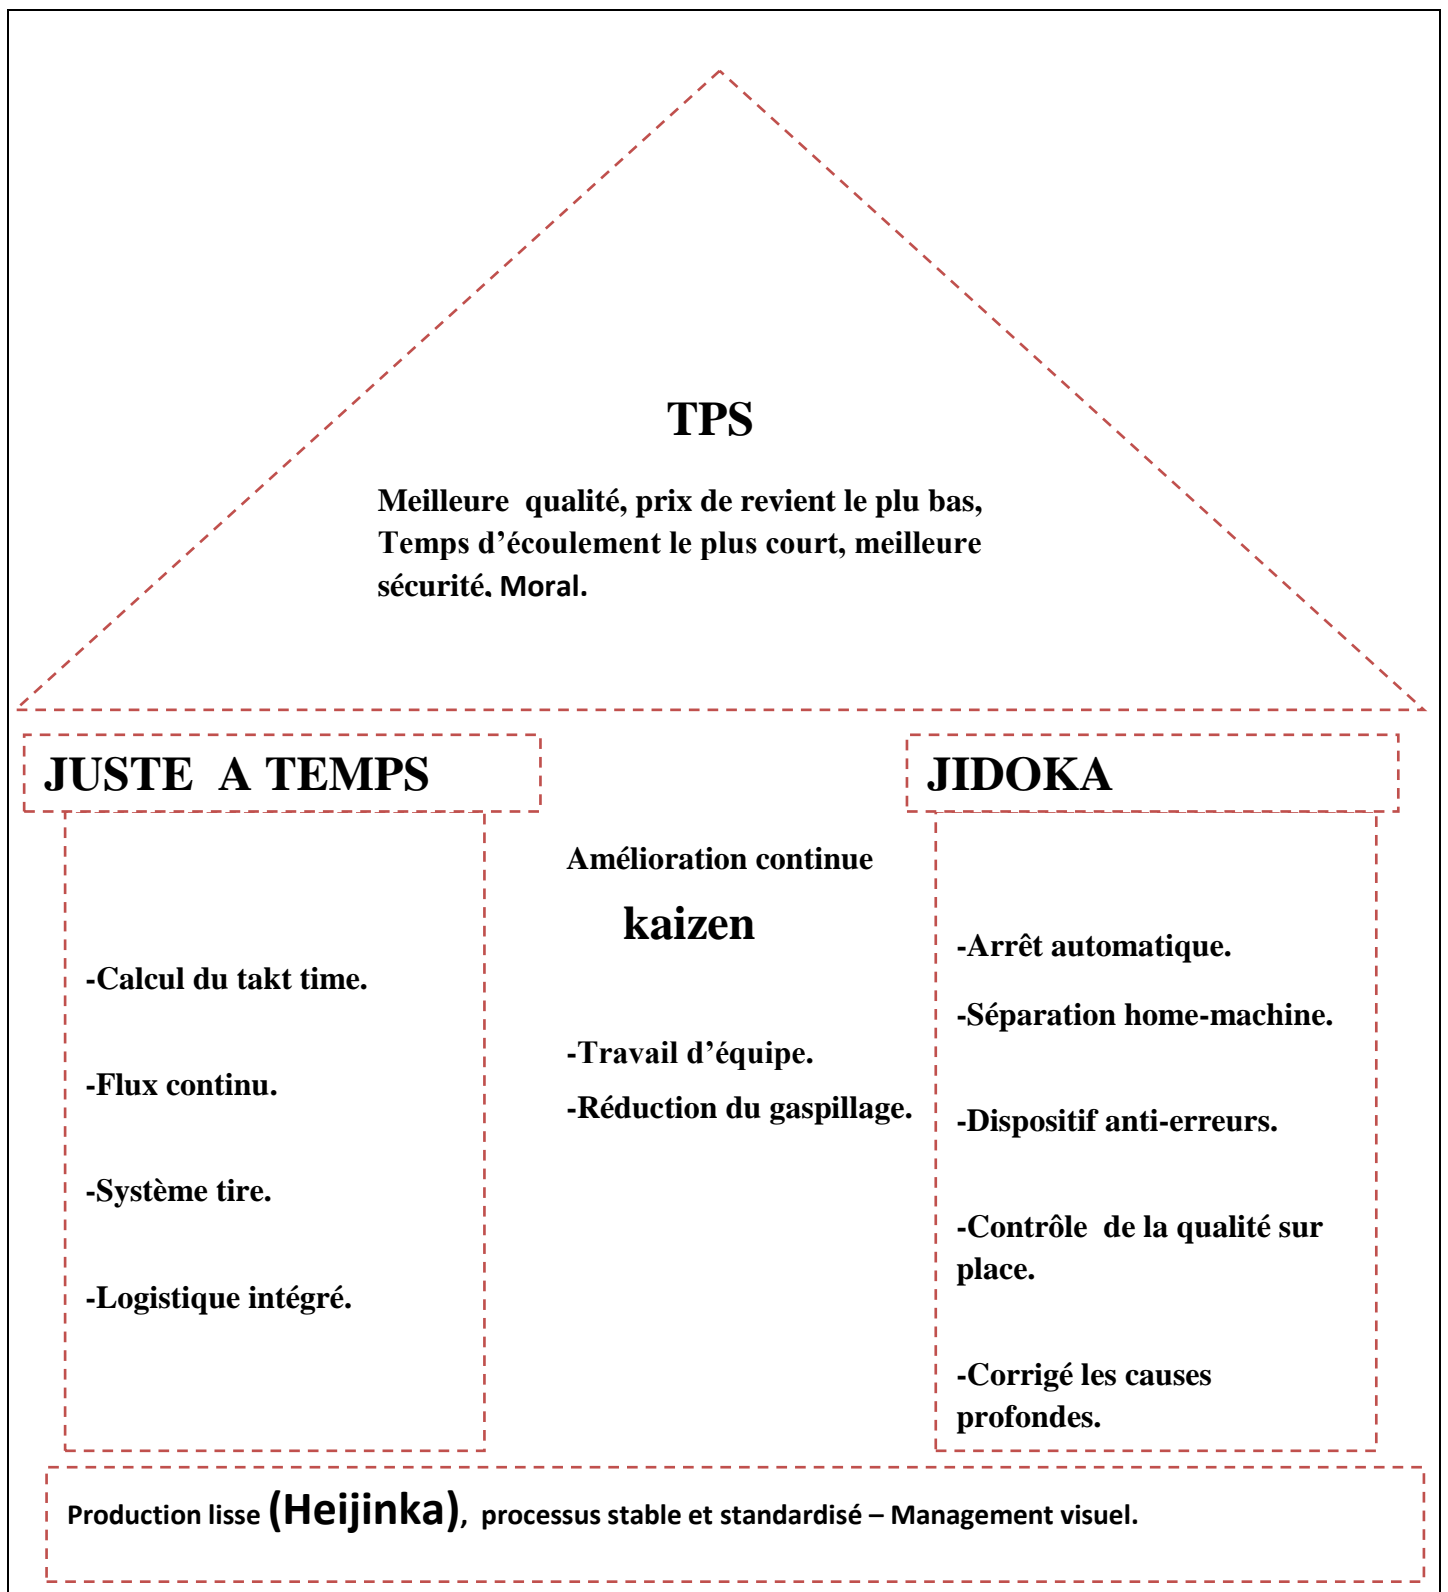 TPS
Meilleure qualité, prix de revient le plu bas,
Temps d'écoulement le plus court, meilleure
sécurité, Moral.
JUSTE A TEMPS
-Calcul du takt time.
-Flux continu.
-Système tire.
-Logistique intégré.
Amélioration continue
kaizen
-Travail d'équipe.
-Réduction du gaspillage.
JIDOKA
-Arrêt automatique.
-Séparation home-machine.
-Dispositif anti-erreurs.
-Contrôle de la qualité sur
place.
-Corrigé les causes
profondes.
Production lisse (Heijinka), processus stable et standardisé – Management visuel.